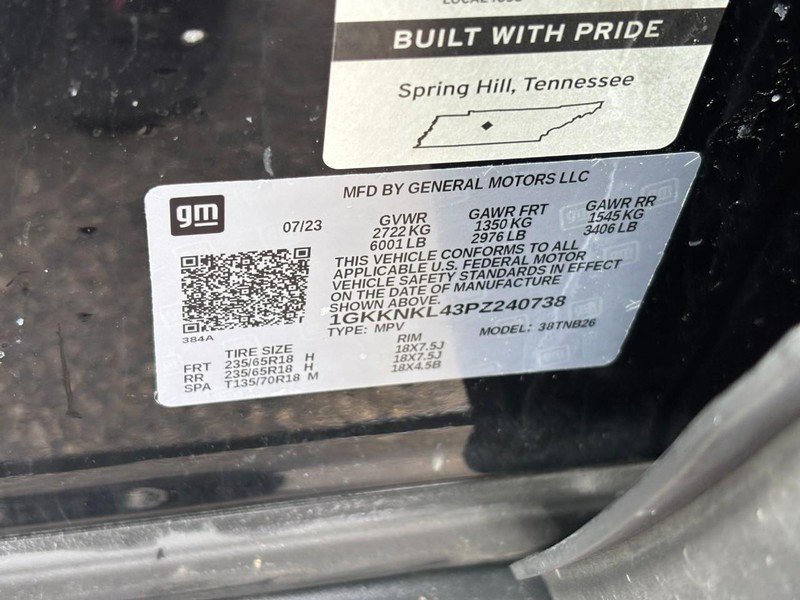 BUILT WITH PRIDE
Spring Hill, Tennessee
gm
MFD BY GENERAL MOTORS LLC
07/23 GVWR GAWR FRT GAWR RR
2722 KG 1350 KG 1545 KG
6001 LB 2976 LB 3406 LB
THIS VEHICLE CONFORMS TO ALL
APPLICABLE U.S. FEDERAL MOTOR
VEHICLE SAFETY STANDARDS IN EFFECT
ON THE DATE OF MANUFACTURE
SHOWN ABOVE.
1GKKNKL43PZ240738
384A
TYPE: MPV MODEL: 38TNB26
TIRE SIZE RIM
FRT 235/65R18 H 18X7.5J
RR 235/65R18 H 18X7.5J
SPA T135/70R18 M 18X4.5B